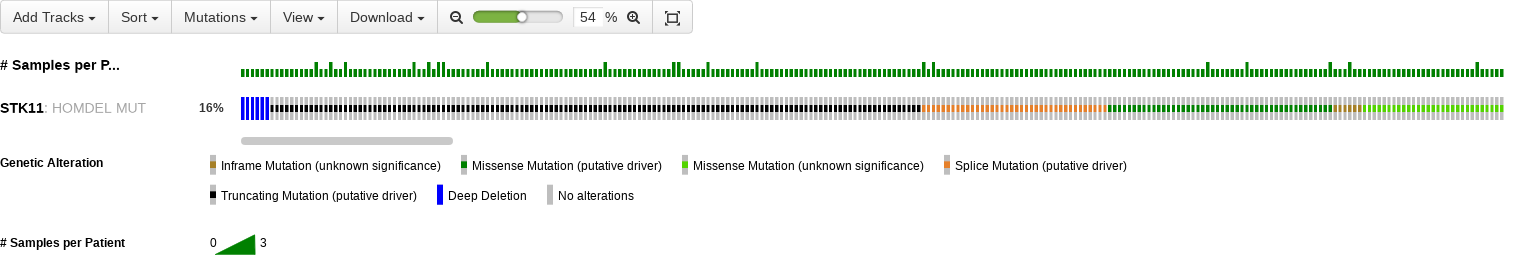 Add Tracks Sort Mutations View Download 54 %
# Samples per P...
STK11: HOMDEL MUT 16%
Genetic Alteration Inframe Mutation (unknown significance) Missense Mutation (putative driver) Missense Mutation (unknown significance) Splice Mutation (putative driver)
Truncating Mutation (putative driver) Deep Deletion No alterations
# Samples per Patient 0 3